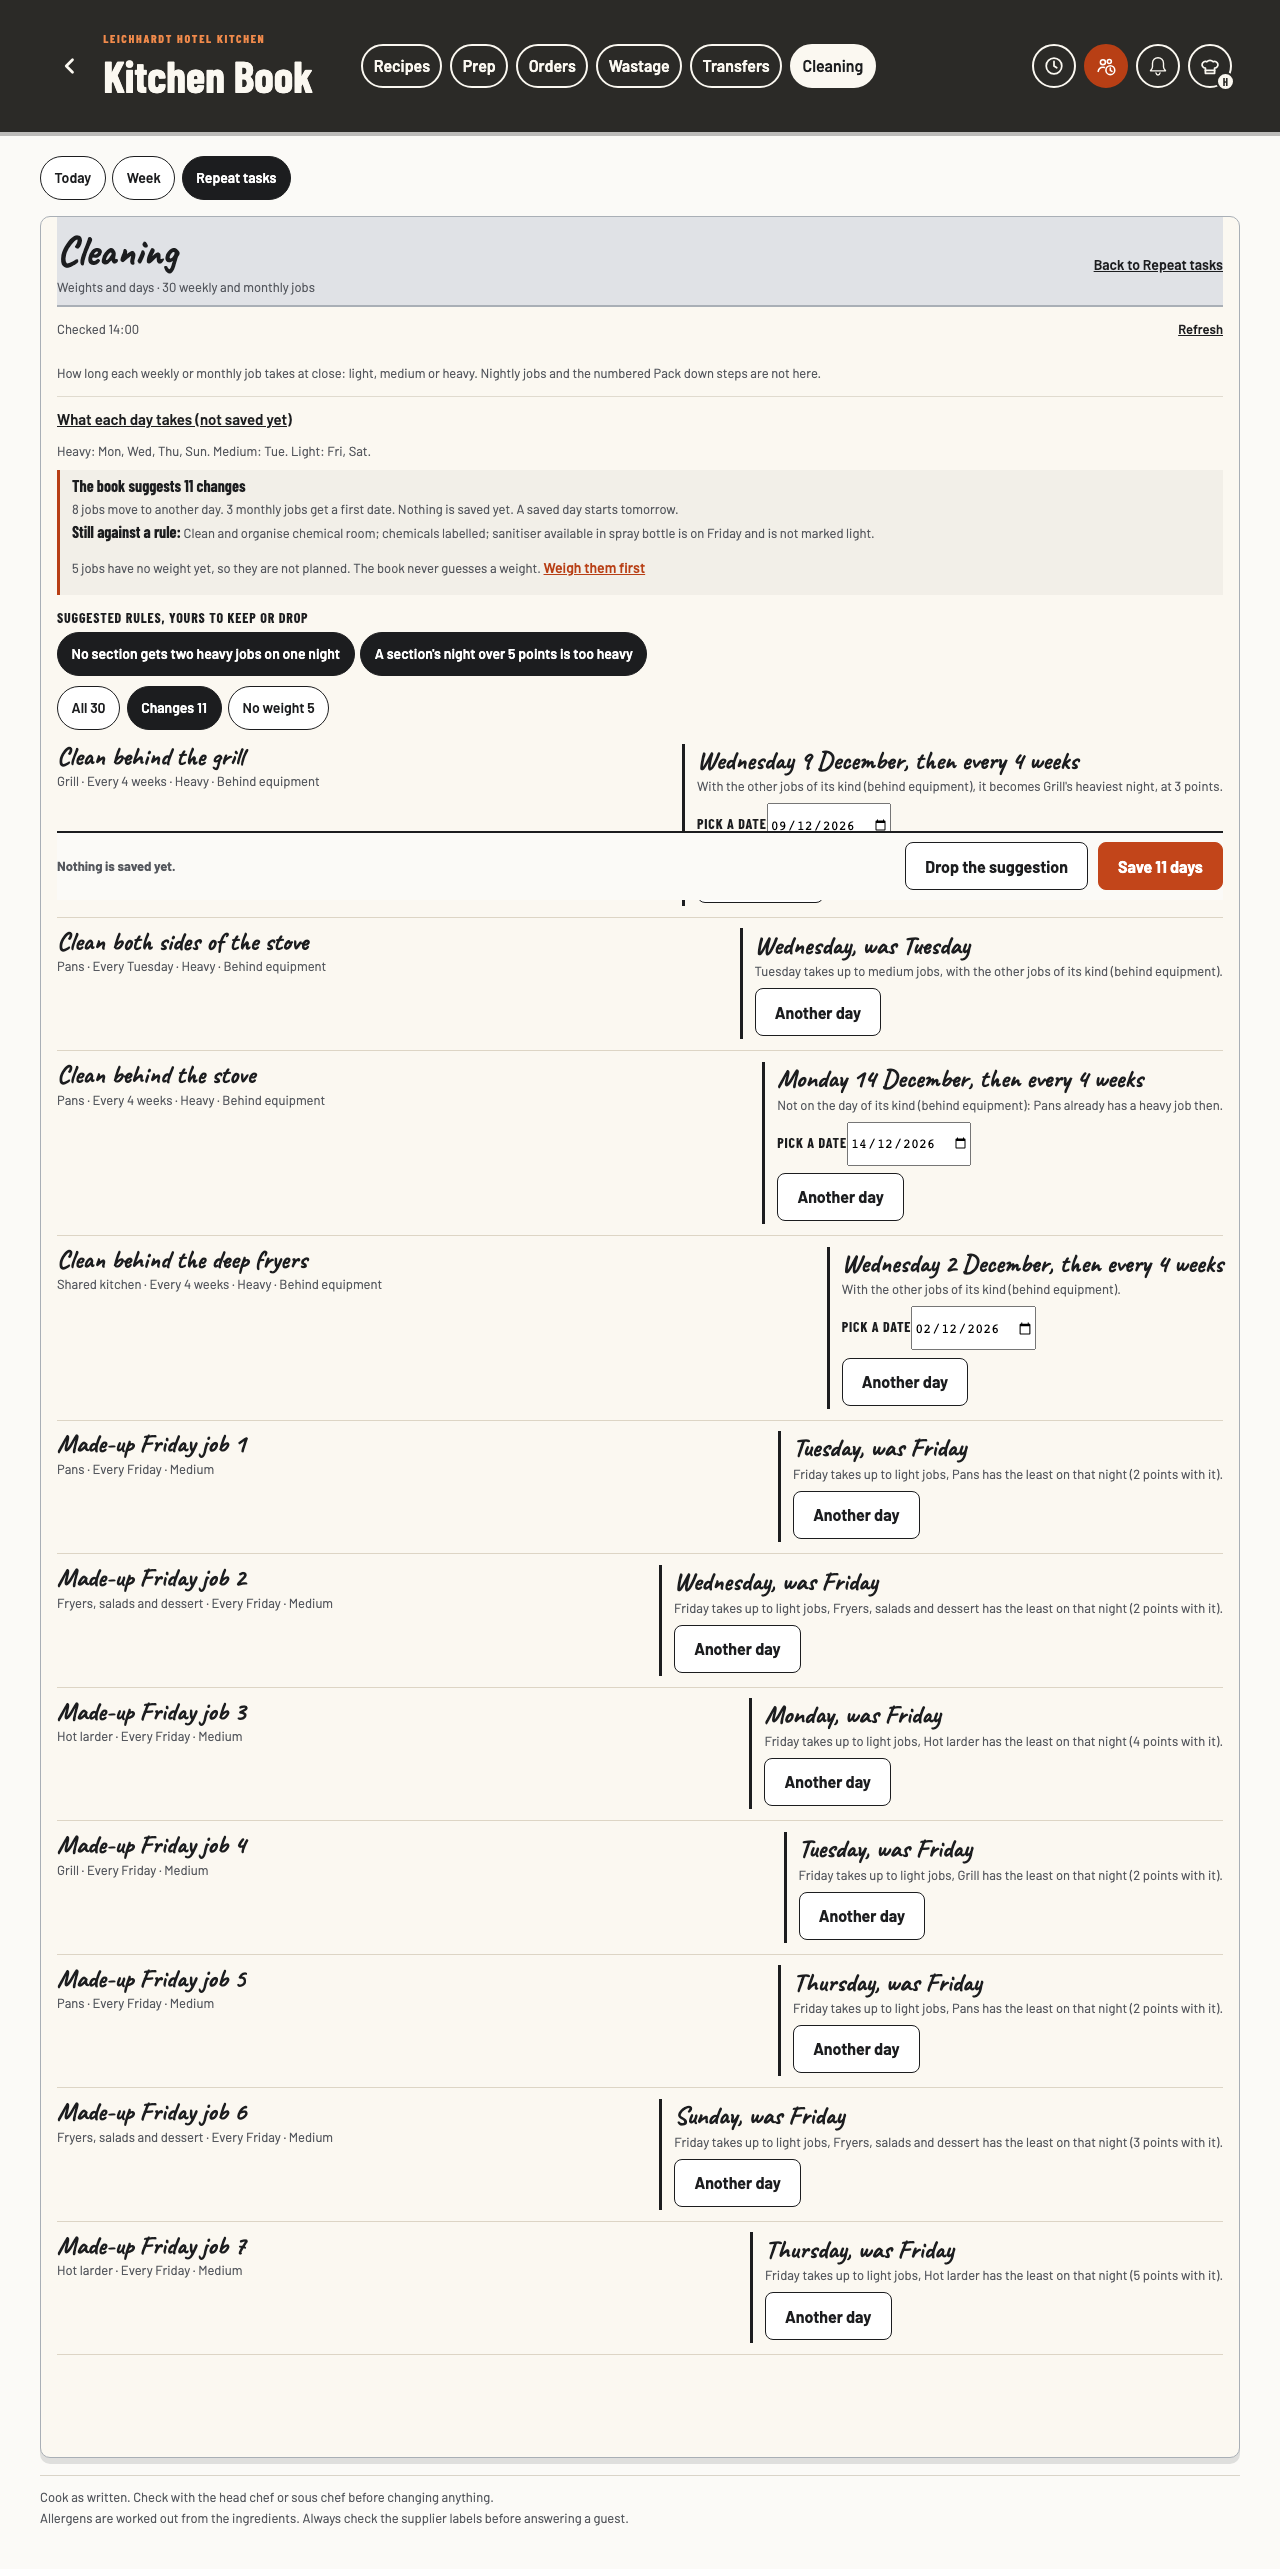 LEICHHARDT HOTEL KITCHEN
Kitchen Book
Recipes
Prep
Orders
Wastage
Transfers
Cleaning
H
Today
Week
Repeat tasks
Cleaning
Weights and days · 30 weekly and monthly jobs
Back to Repeat tasks
Checked 14:00
Refresh
How long each weekly or monthly job takes at close: light, medium or heavy. Nightly jobs and the numbered Pack down steps are not here.
What each day takes (not saved yet)
Heavy: Mon, Wed, Thu, Sun. Medium: Tue. Light: Fri, Sat.
The book suggests 11 changes
8 jobs move to another day. 3 monthly jobs get a first date. Nothing is saved yet. A saved day starts tomorrow.
Still against a rule: Clean and organise chemical room; chemicals labelled; sanitiser available in spray bottle is on Friday and is not marked light.
5 jobs have no weight yet, so they are not planned. The book never guesses a weight. Weigh them first
SUGGESTED RULES, YOURS TO KEEP OR DROP
No section gets two heavy jobs on one night
A section's night over 5 points is too heavy
All 30
Changes 11
No weight 5
Clean behind the grill
Grill · Every 4 weeks · Heavy · Behind equipment
Wednesday 9 December, then every 4 weeks
With the other jobs of its kind (behind equipment), it becomes Grill's heaviest night, at 3 points.
PICK A DATE 09/12/2026
Nothing is saved yet.
Drop the suggestion
Save 11 days
Clean both sides of the stove
Pans · Every Tuesday · Heavy · Behind equipment
Wednesday, was Tuesday
Tuesday takes up to medium jobs, with the other jobs of its kind (behind equipment).
Another day
Clean behind the stove
Pans · Every 4 weeks · Heavy · Behind equipment
Monday 14 December, then every 4 weeks
Not on the day of its kind (behind equipment): Pans already has a heavy job then.
PICK A DATE 14/12/2026
Another day
Clean behind the deep fryers
Shared kitchen · Every 4 weeks · Heavy · Behind equipment
Wednesday 2 December, then every 4 weeks
With the other jobs of its kind (behind equipment).
PICK A DATE 02/12/2026
Another day
Made-up Friday job 1
Pans · Every Friday · Medium
Tuesday, was Friday
Friday takes up to light jobs, Pans has the least on that night (2 points with it).
Another day
Made-up Friday job 2
Fryers, salads and dessert · Every Friday · Medium
Wednesday, was Friday
Friday takes up to light jobs, Fryers, salads and dessert has the least on that night (2 points with it).
Another day
Made-up Friday job 3
Hot larder · Every Friday · Medium
Monday, was Friday
Friday takes up to light jobs, Hot larder has the least on that night (4 points with it).
Another day
Made-up Friday job 4
Grill · Every Friday · Medium
Tuesday, was Friday
Friday takes up to light jobs, Grill has the least on that night (2 points with it).
Another day
Made-up Friday job 5
Pans · Every Friday · Medium
Thursday, was Friday
Friday takes up to light jobs, Pans has the least on that night (2 points with it).
Another day
Made-up Friday job 6
Fryers, salads and dessert · Every Friday · Medium
Sunday, was Friday
Friday takes up to light jobs, Fryers, salads and dessert has the least on that night (3 points with it).
Another day
Made-up Friday job 7
Hot larder · Every Friday · Medium
Thursday, was Friday
Friday takes up to light jobs, Hot larder has the least on that night (5 points with it).
Another day
Cook as written. Check with the head chef or sous chef before changing anything.
Allergens are worked out from the ingredients. Always check the supplier labels before answering a guest.